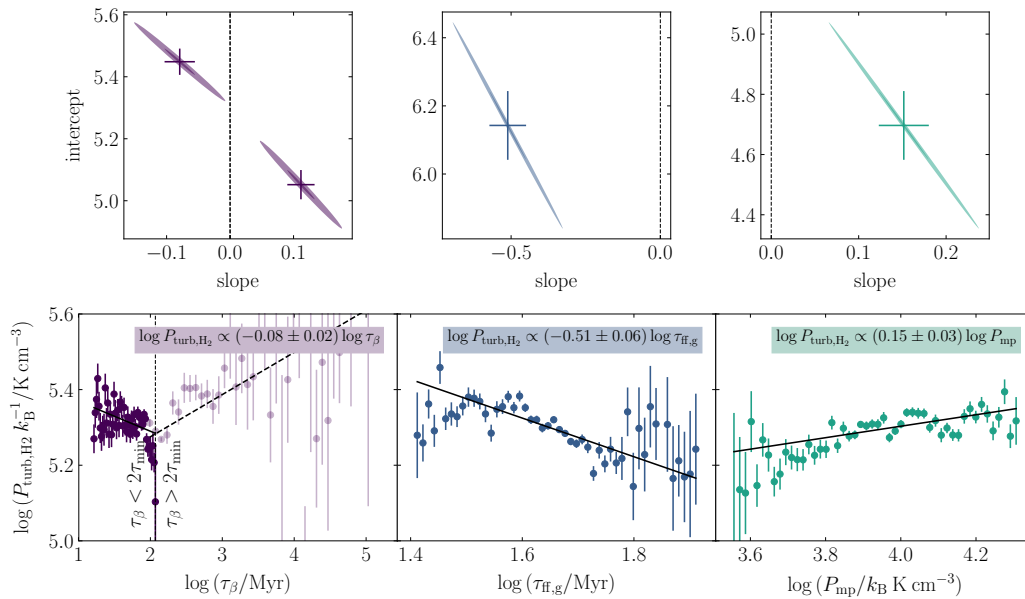 5.6
5.4
5.2
5.0
intercept
−0.1
0.0
0.1
slope
6.4
6.2
6.0
−0.5
0.0
slope
5.0
4.8
4.6
4.4
0.0
0.1
0.2
slope
log (P_turb,H2 k_B^−1/K cm^−3)
5.6
5.4
5.2
5.0
log P_turb,H₂ ∝ (−0.08 ± 0.02) log τ_β
τ_β < 2τ_min
τ_β > 2τ_min
1
2
3
4
5
log (τ_β/Myr)
log P_turb,H₂ ∝ (−0.51 ± 0.06) log τ_ff,g
1.4
1.6
1.8
log (τ_ff,g/Myr)
log P_turb,H₂ ∝ (0.15 ± 0.03) log P_mp
3.6
3.8
4.0
4.2
log (P_mp/k_B K cm^−3)